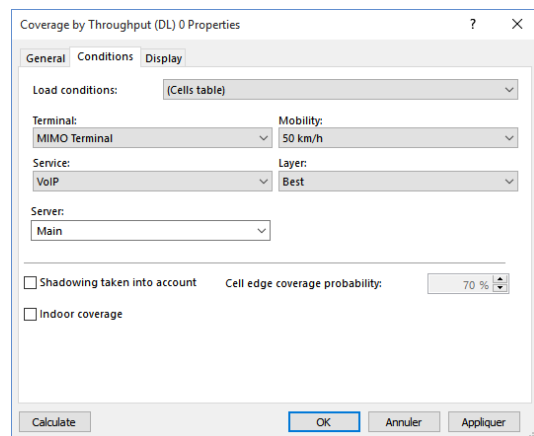 Coverage by Throughput (DL) 0 Properties
General Conditions Display
Load conditions: (Cells table)
Terminal: Mobility:
MIMO Terminal 50 km/h
Service: Layer:
VoIP Best
Server:
Main
Shadowing taken into account Cell edge coverage probability: 70 %
Indoor coverage
Calculate OK Annuler Appliquer